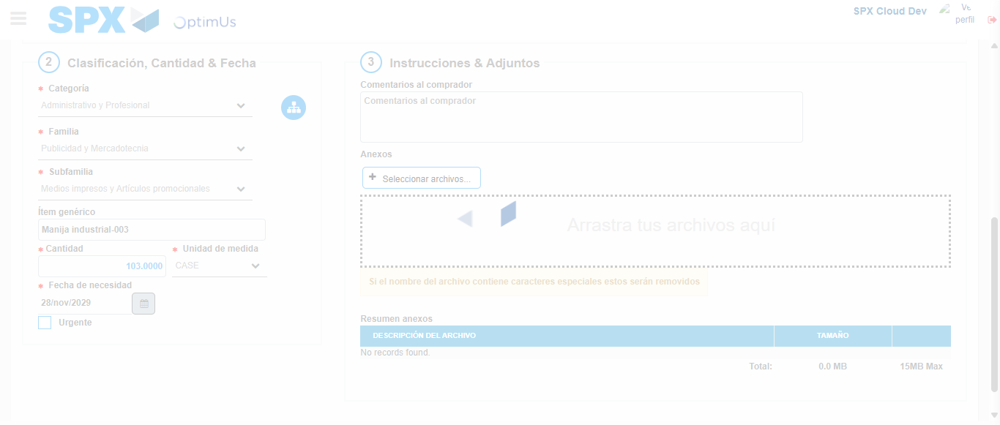 SPX
OptimUs
SPX Cloud Dev
Ve
perfil
2 Clasificación, Cantidad & Fecha
* Categoría
Administrativo y Profesional
* Familia
Publicidad y Mercadotecnia
* Subfamilia
Medios impresos y Artículos promocionales
Ítem genérico
Manija industrial-003
* Cantidad * Unidad de medida
103.0000 CASE
* Fecha de necesidad
28/nov/2029
Urgente
3 Instrucciones & Adjuntos
Comentarios al comprador
Comentarios al comprador
Anexos
+ Seleccionar archivos...
Arrastra tus archivos aquí
Si el nombre del archivo contiene caracteres especiales estos serán removidos
Resumen anexos
DESCRIPCIÓN DEL ARCHIVO TAMAÑO
No records found.
Total: 0.0 MB 15MB Max